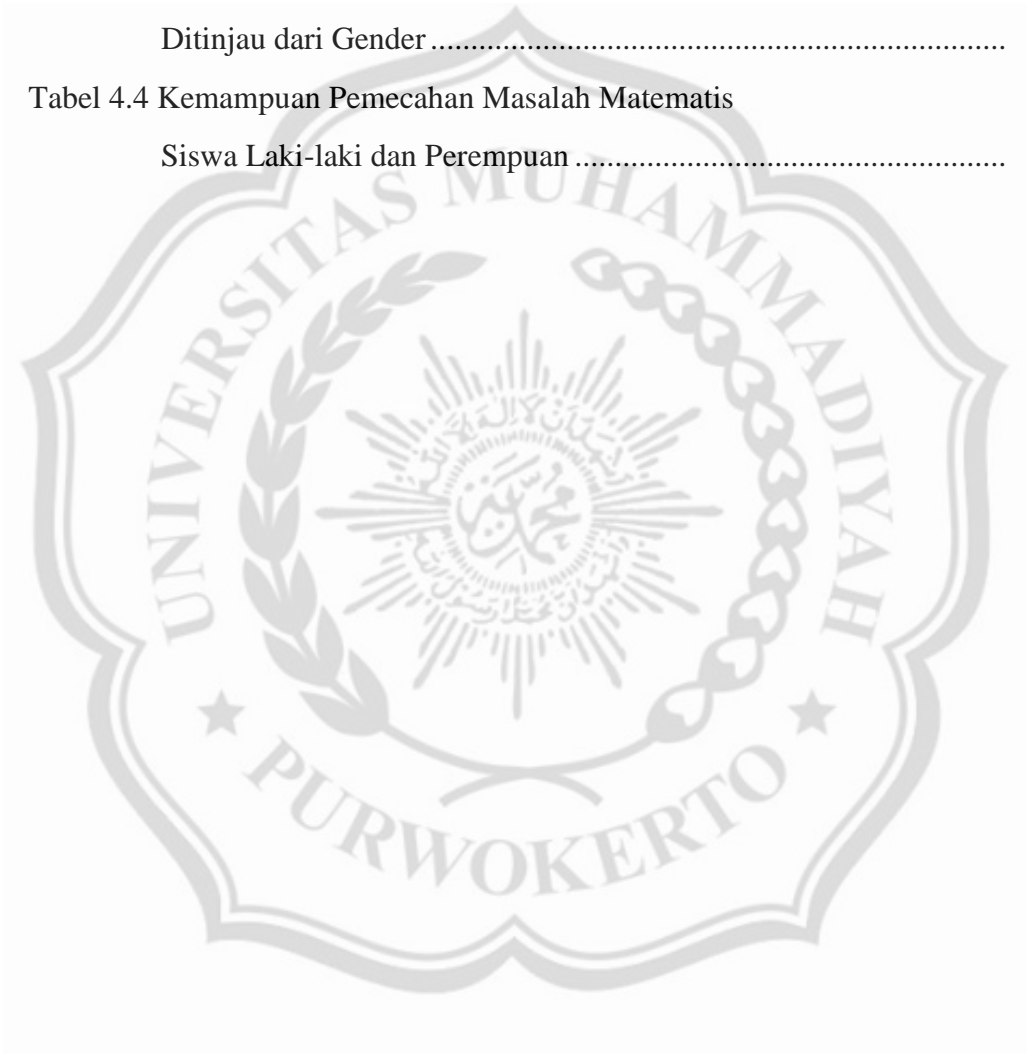 Ditinjau dari Gender ........................................................................
Tabel 4.4 Kemampuan Pemecahan Masalah Matematis
Siswa Laki-laki dan Perempuan ......................................................
UNIVERSITAS MUHAMMADIYAH
PURWOKERTO